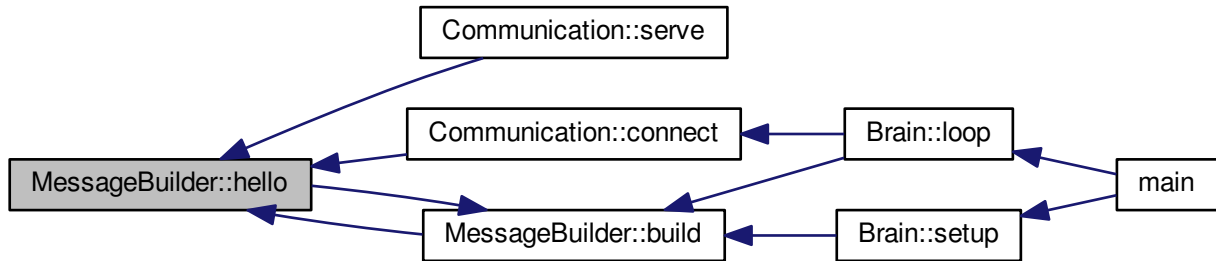 Communication::serve
Communication::connect
Brain::loop
MessageBuilder::hello
main
MessageBuilder::build
Brain::setup